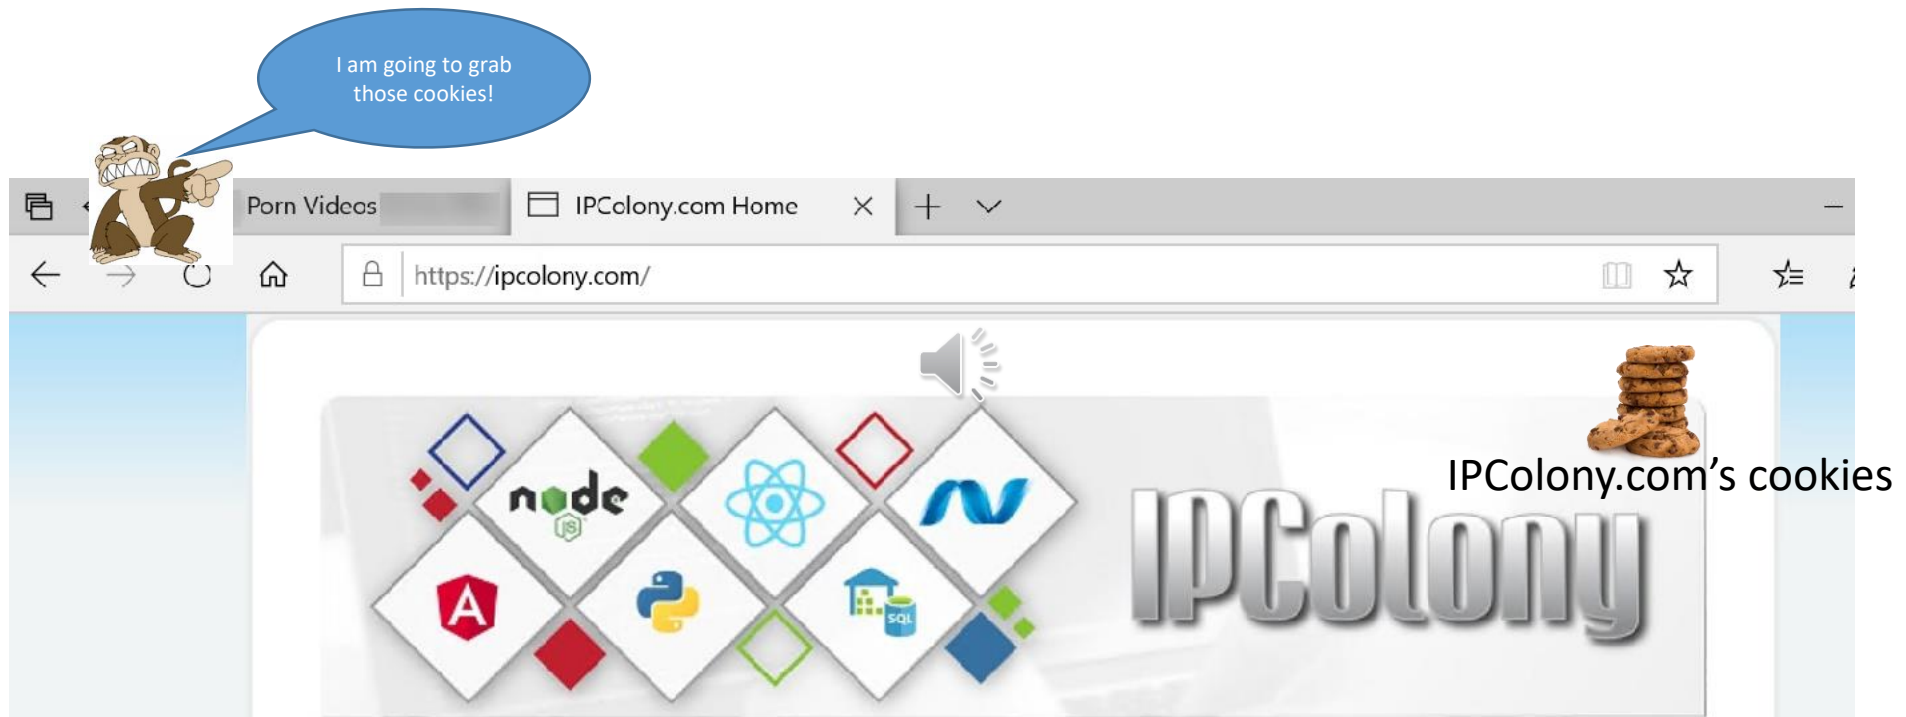 I am going to grab
those cookies!
Porn Videos
IPColony.com Home
https://ipcolony.com/
IPColony.com's cookies
node
JS
IPColony
A
SQL